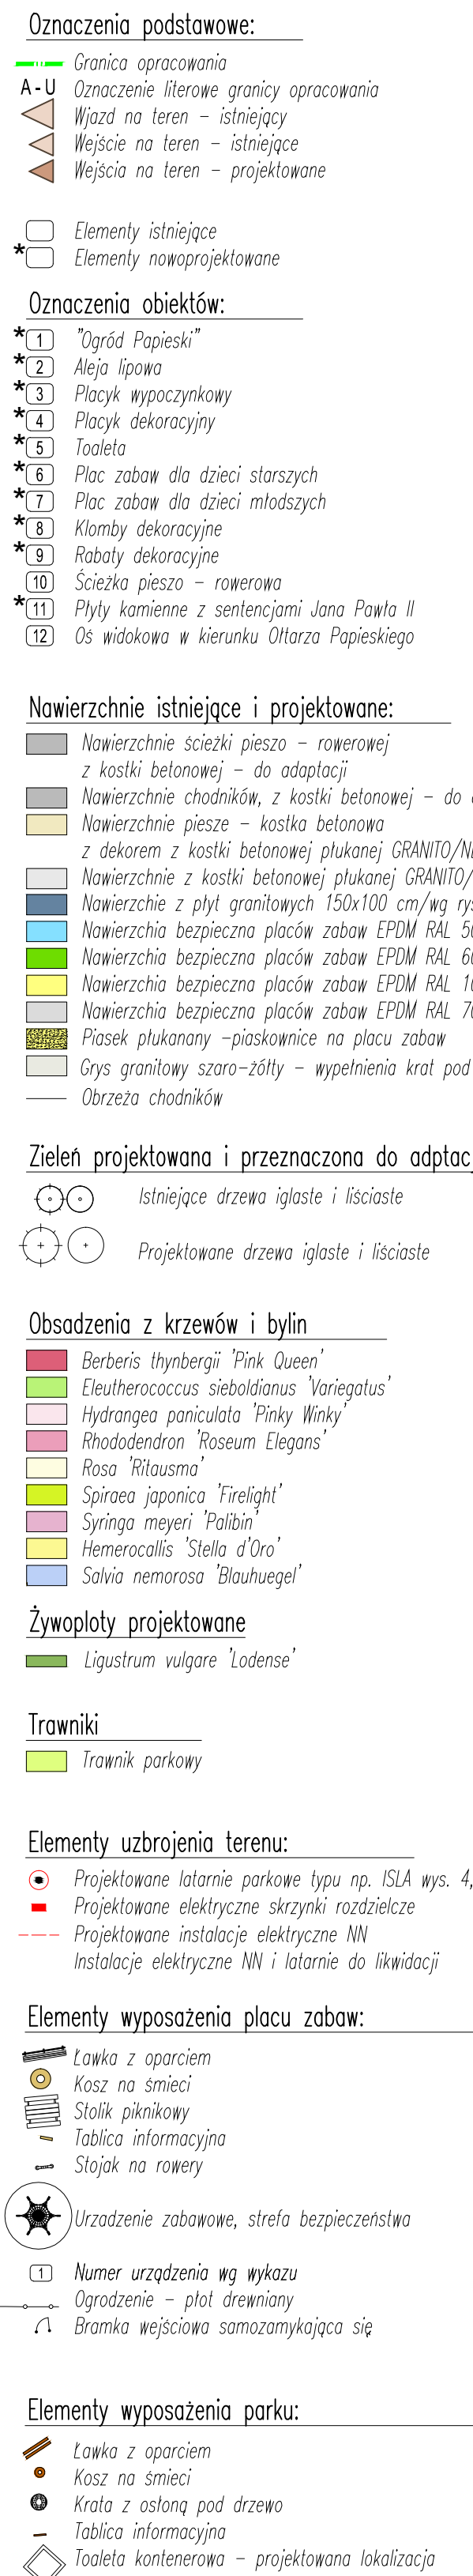 Oznaczenia podstawowe:
Granica opracowania
A-U Oznaczenie literowe granicy opracowania
Wjazd na teren – istniejący
Wejście na teren – istniejące
Wejścia na teren – projektowane
Elementy istniejące
* Elementy nowoprojektowane
Oznaczenia obiektów:
* 1 "Ogród Papieski"
* 2 Aleja lipowa
* 3 Placyk wypoczynkowy
* 4 Placyk dekoracyjny
* 5 Toaleta
* 6 Plac zabaw dla dzieci starszych
* 7 Plac zabaw dla dzieci młodszych
* 8 Klomby dekoracyjne
* 9 Rabaty dekoracyjne
10 Ścieżka pieszo – rowerowa
* 11 Płyty kamienne z sentencjami Jana Pawła II
12 Oś widokowa w kierunku Ołtarza Papieskiego
Nawierzchnie istniejące i projektowane:
Nawierzchnie ścieżki pieszo – rowerowej
z kostki betonowej – do adaptacji
Nawierzchnie chodników, z kostki betonowej – do
Nawierzchnie piesze – kostka betonowa
z dekorem z kostki betonowej płukanej GRANITO/
Nawierzchnie z kostki betonowej płukanej GRANITO/
Nawierzchie z płyt granitowych 150x100 cm/wg
Nawierzchia bezpieczna placów zabaw EPDM RAL
Nawierzchia bezpieczna placów zabaw EPDM RAL
Nawierzchia bezpieczna placów zabaw EPDM RAL
Nawierzchia bezpieczna placów zabaw EPDM RAL
Piasek płukanany –piaskownice na placu zabaw
Grys granitowy szaro-żółty – wypełnienia krat pod
Obrzeża chodników
Zieleń projektowana i przeznaczona do adptac
Istniejące drzewa iglaste i liściaste
Projektowane drzewa iglaste i liściaste
Obsadzenia z krzewów i bylin
Berberis thynbergii 'Pink Queen'
Eleutherococcus sieboldianus 'Variegatus'
Hydrangea paniculata 'Pinky Winky'
Rhododendron 'Roseum Elegans'
Rosa 'Ritausma'
Spiraea japonica 'Firelight'
Syringa meyeri 'Palibin'
Hemerocallis 'Stella d'Oro'
Salvia nemorosa 'Blauhuegel'
Żywopłoty projektowane
Ligustrum vulgare 'Lodense'
Trawniki
Trawnik parkowy
Elementy uzbrojenia terenu:
Projektowane latarnie parkowe typu np. ISLA wys. 4,
Projektowane elektryczne skrzynki rozdzielcze
Projektowane instalacje elektryczne NN
Instalacje elektryczne NN i latarnie do likwidacji
Elementy wyposażenia placu zabaw:
Ławka z oparciem
Kosz na śmieci
Stolik piknikowy
Tablica informacyjna
Stojak na rowery
Urzadzenie zabawowe, strefa bezpieczeństwa
1 Numer urządzenia wg wykazu
Ogrodzenie – płot drewniany
Bramka wejściowa samozamykająca się
Elementy wyposażenia parku:
Ławka z oparciem
Kosz na śmieci
Krata z osłoną pod drzewo
Tablica informacyjna
Toaleta kontenerowa – projektowana lokalizacja